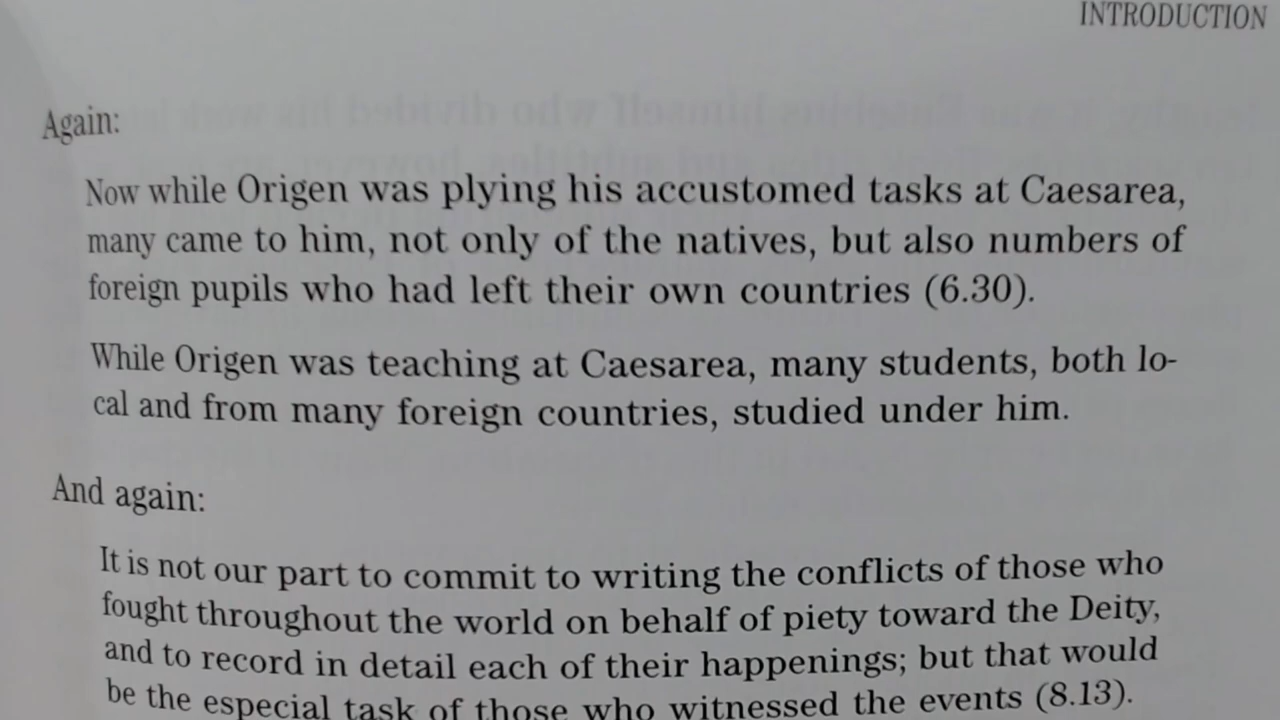 INTRODUCTION
Again:
Now while Origen was plying his accustomed tasks at Caesarea,
many came to him, not only of the natives, but also numbers of
foreign pupils who had left their own countries (6.30).
While Origen was teaching at Caesarea, many students, both lo-
cal and from many foreign countries, studied under him.
And again:
It is not our part to commit to writing the conflicts of those who
fought throughout the world on behalf of piety toward the Deity,
and to record in detail each of their happenings; but that would
be the especial task of those who witnessed the events (8.13).